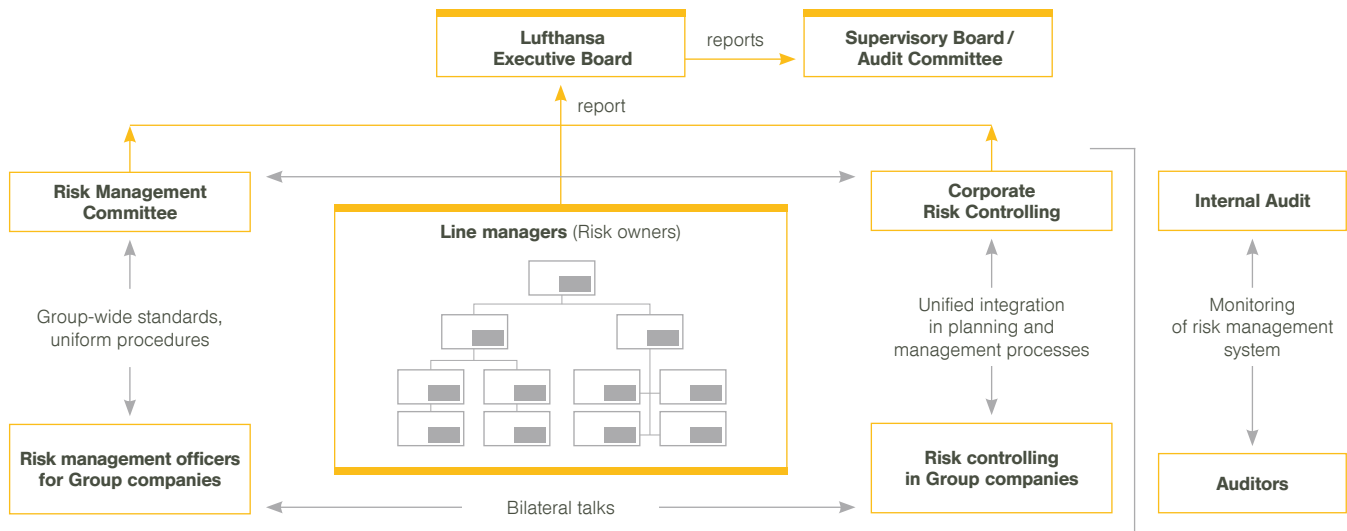 Lufthansa
Executive Board
reports
Supervisory Board /
Audit Committee
report
Risk Management
Committee
Corporate
Risk Controlling
Internal Audit
Line managers (Risk owners)
Group-wide standards,
uniform procedures
Unified integration
in planning and
management processes
Monitoring
of risk management
system
Risk management officers
for Group companies
Bilateral talks
Risk controlling
in Group companies
Auditors